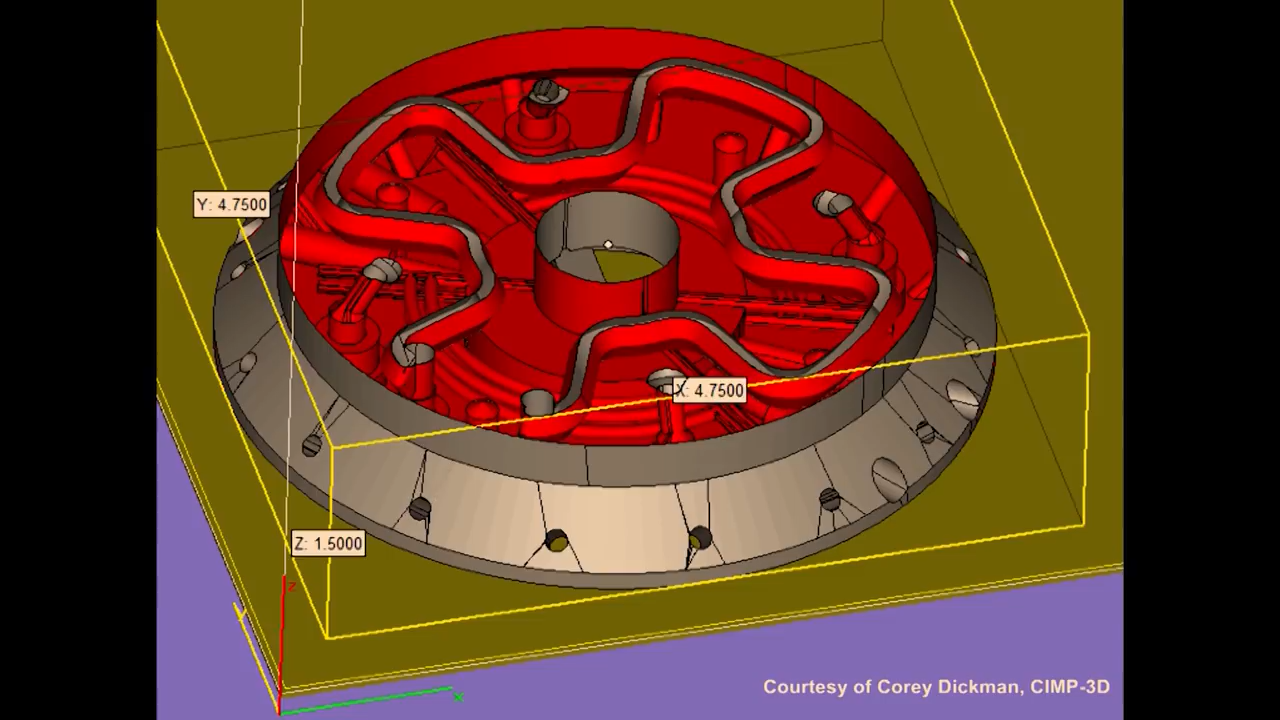 Y: 4.7500
X: 4.7500
Z: 1.5000
Z
Y
X
Courtesy of Corey Dickman, CIMP-3D